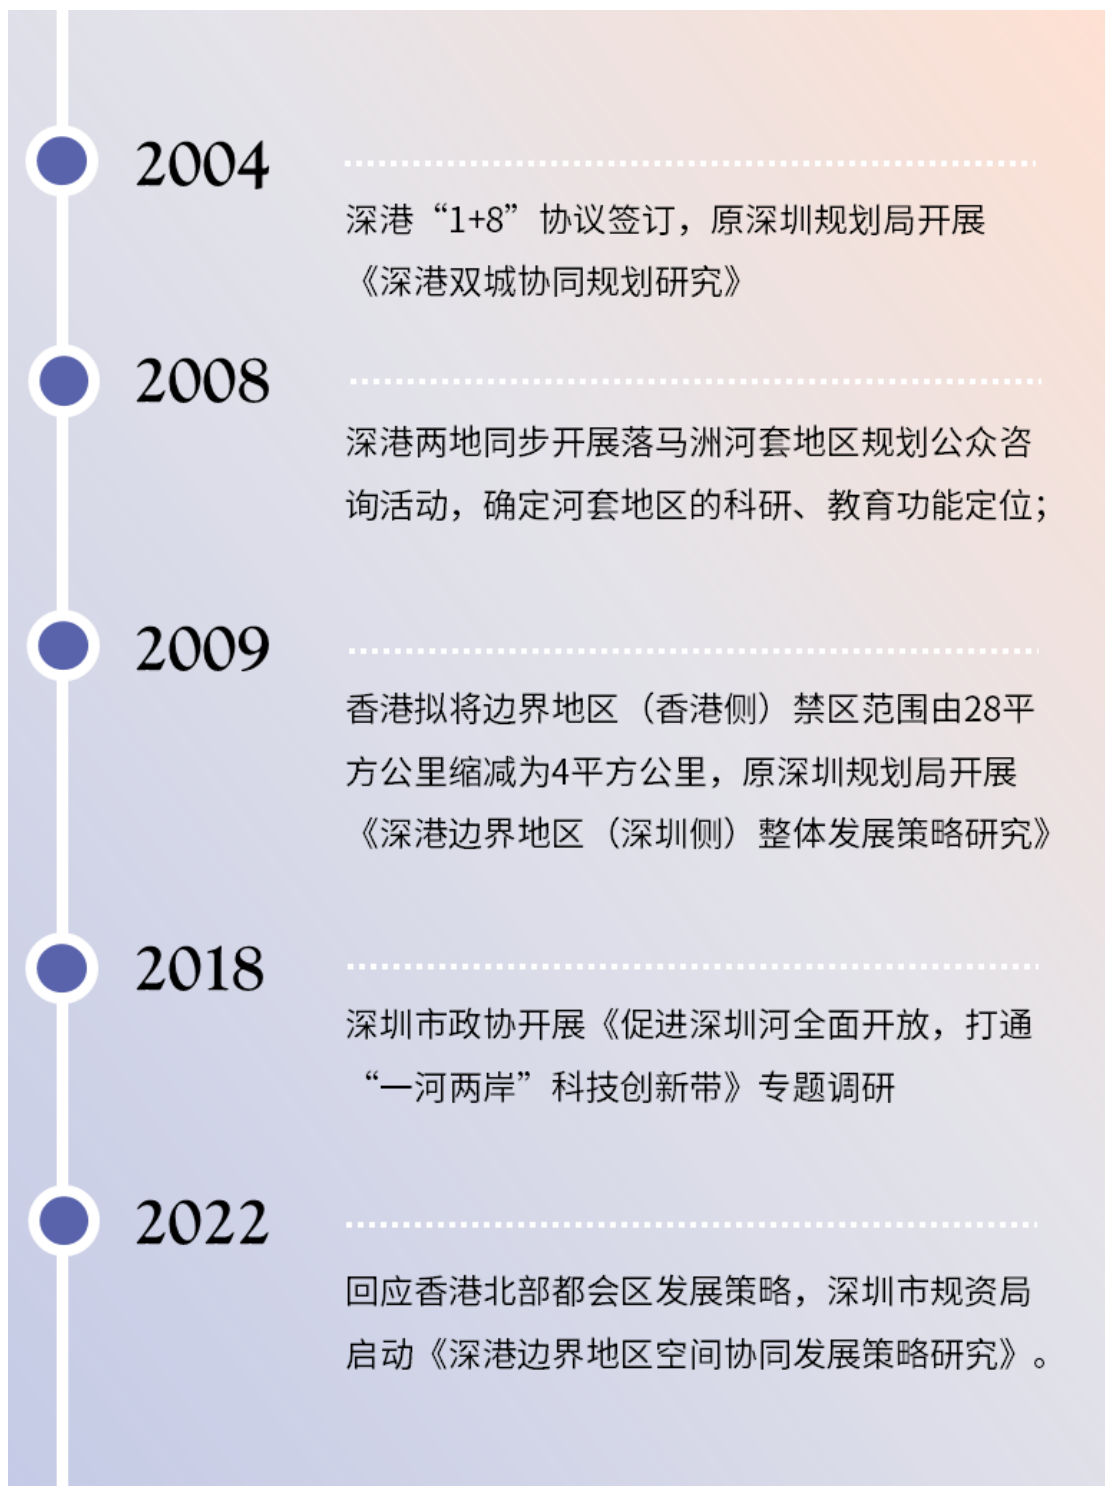 2004
深港“1+8”协议签订，原深圳规划局开展
《深港双城协同规划研究》
2008
深港两地同步开展落马洲河套地区规划公众咨
询活动，确定河套地区的科研、教育功能定位；
2009
香港拟将边界地区（香港侧）禁区范围由28平
方公里缩减为4平方公里，原深圳规划局开展
《深港边界地区（深圳侧）整体发展策略研究》
2018
深圳市政协开展《促进深圳河全面开放，打通
“一河两岸”科技创新带》专题调研
2022
回应香港北部都会区发展策略，深圳市规资局
启动《深港边界地区空间协同发展策略研究》。